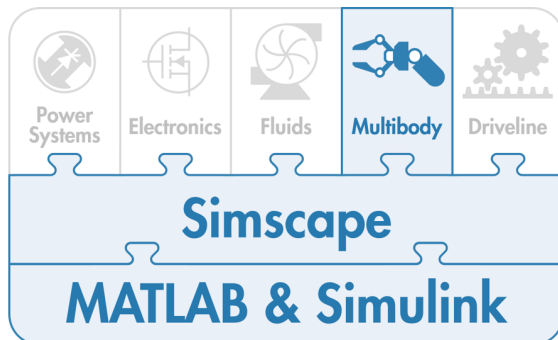 Power
Systems
Electronics
Fluids
Multibody
Driveline
Simscape
MATLAB & Simulink